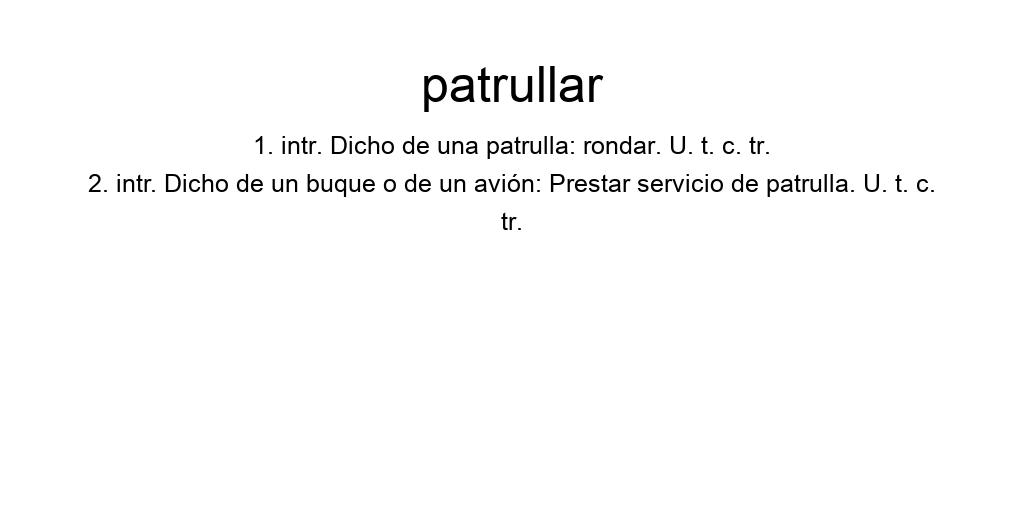 patrullar
1. intr. Dicho de una patrulla: rondar. U. t. c. tr.
2. intr. Dicho de un buque o de un avión: Prestar servicio de patrulla. U. t. c.
tr.